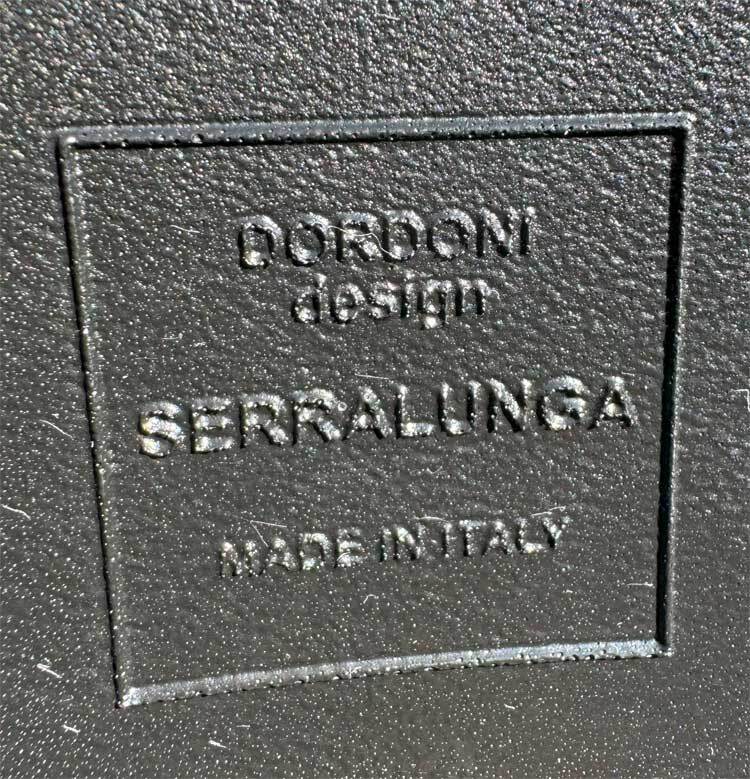 DORDONI
design
SERRALUNGA
MADE IN ITALY